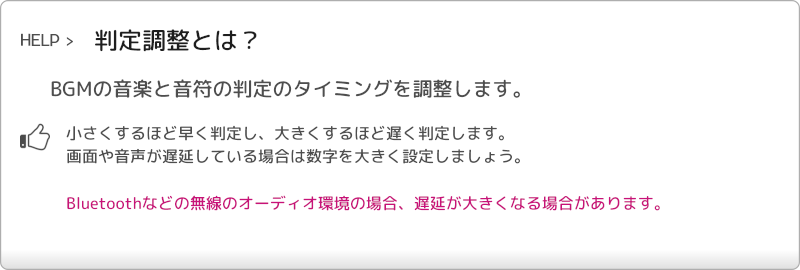 HELP > 判定調整とは？
BGMの音楽と音符の判定のタイミングを調整します。
小さくするほど早く判定し、大きくするほど遅く判定します。
画面や音声が遅延している場合は数字を大きく設定しましょう。
Bluetoothなどの無線のオーディオ環境の場合、遅延が大きくなる場合があります。